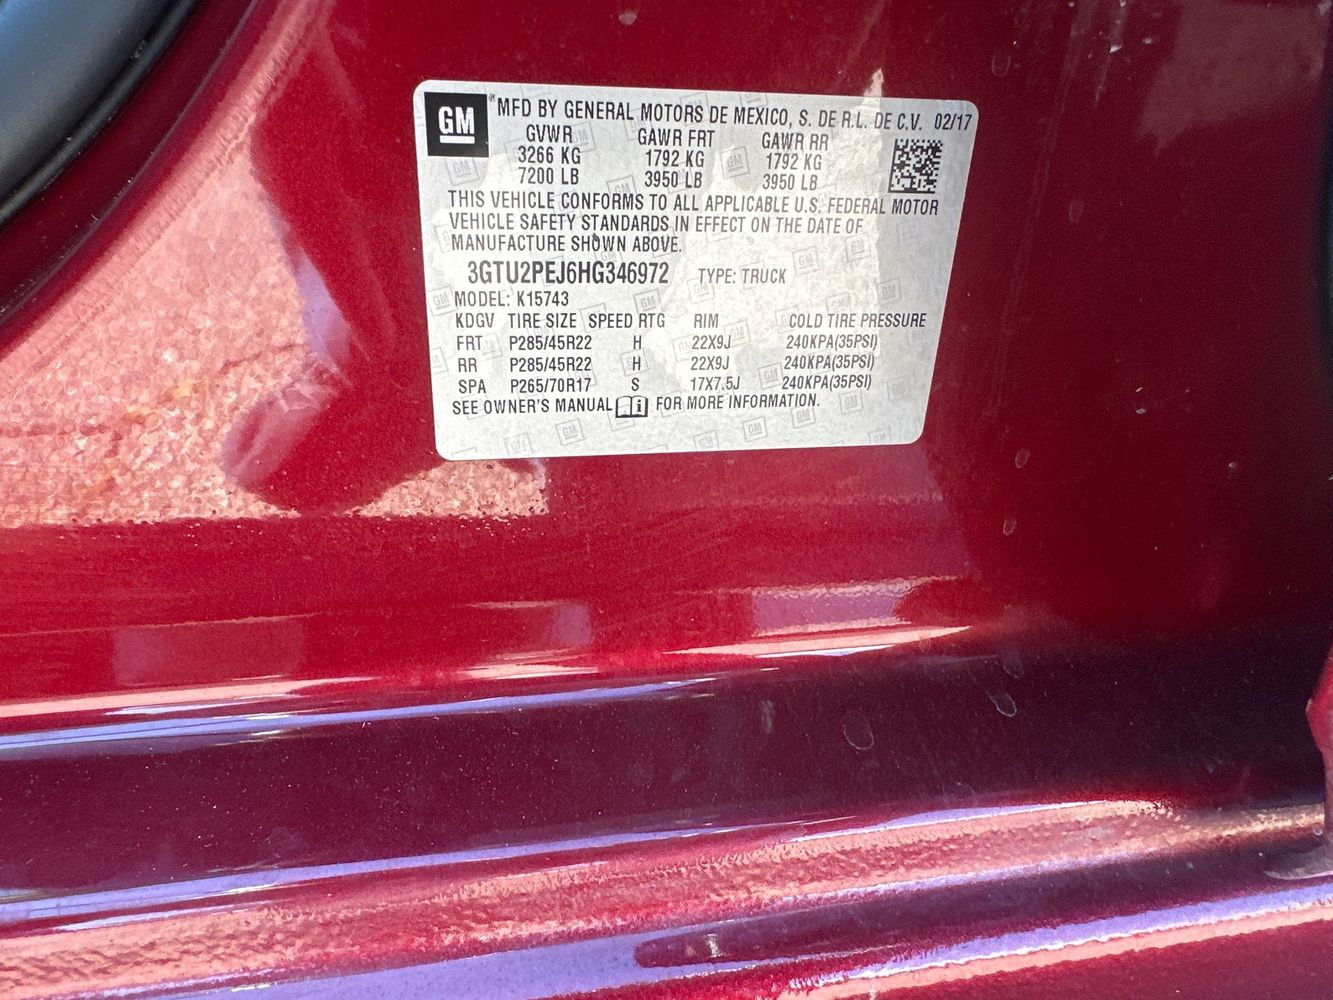 GM ® MFD BY GENERAL MOTORS DE MEXICO, S. DE R.L. DE C.V. 02/17
GVWR GAWR FRT GAWR RR
3266 KG 1792 KG 1792 KG
7200 LB 3950 LB 3950 LB
THIS VEHICLE CONFORMS TO ALL APPLICABLE U.S. FEDERAL MOTOR
VEHICLE SAFETY STANDARDS IN EFFECT ON THE DATE OF
MANUFACTURE SHOWN ABOVE.
3GTU2PEJ6HG346972 TYPE: TRUCK
MODEL: K15743
KDGV TIRE SIZE SPEED RTG RIM COLD TIRE PRESSURE
FRT P285/45R22 H 22X9J 240KPA(35PSI)
RR P285/45R22 H 22X9J 240KPA(35PSI)
SPA P265/70R17 S 17X7.5J 240KPA(35PSI)
SEE OWNER'S MANUAL FOR MORE INFORMATION.